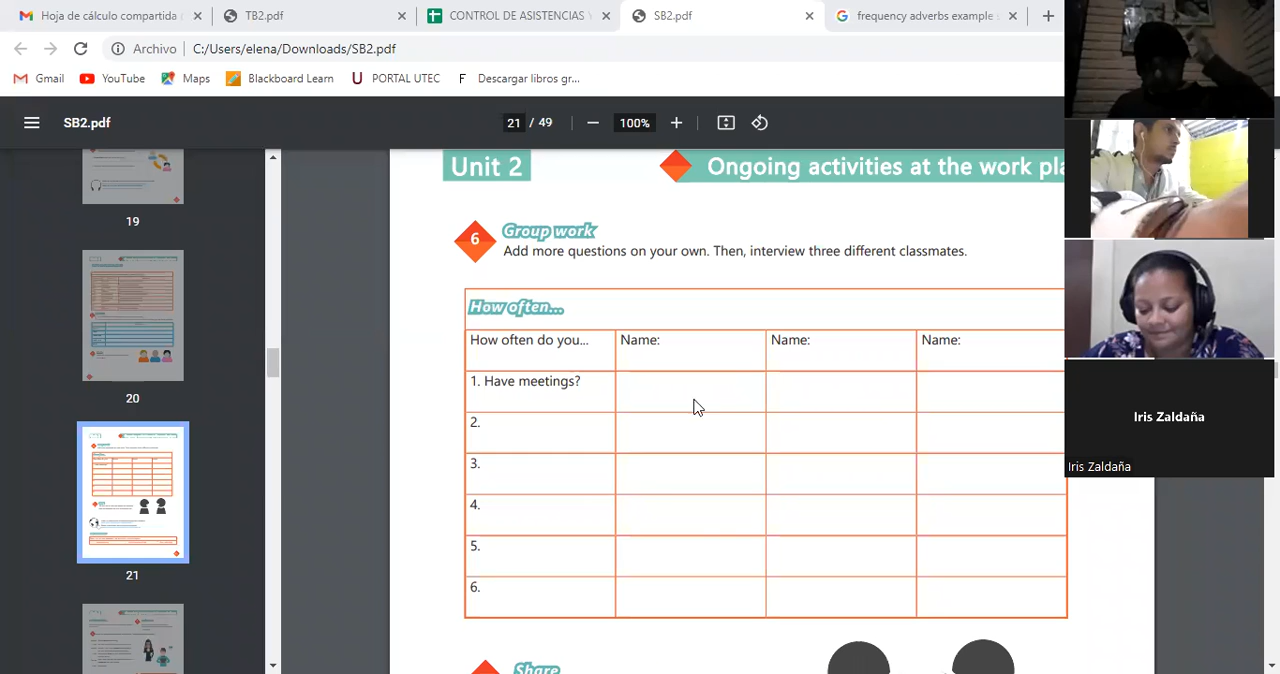 Hoja de cálculo compartida
TB2.pdf
CONTROL DE ASISTENCIAS Y
SB2.pdf
frequency adverbs example s
Archivo
C:/Users/elena/Downloads/SB2.pdf
Gmail
YouTube
Maps
Blackboard Learn
U PORTAL UTEC
F Descargar libros gr...
SB2.pdf
21 / 49
100%
19
20
21
Unit 2
Ongoing activities at the work pla
6
Group work
Add more questions on your own. Then, interview three different classmates.
How often...
How often do you... Name: Name: Name:
1. Have meetings?
2.
3.
4.
5.
6.
Share
Iris Zaldaña
Iris Zaldaña